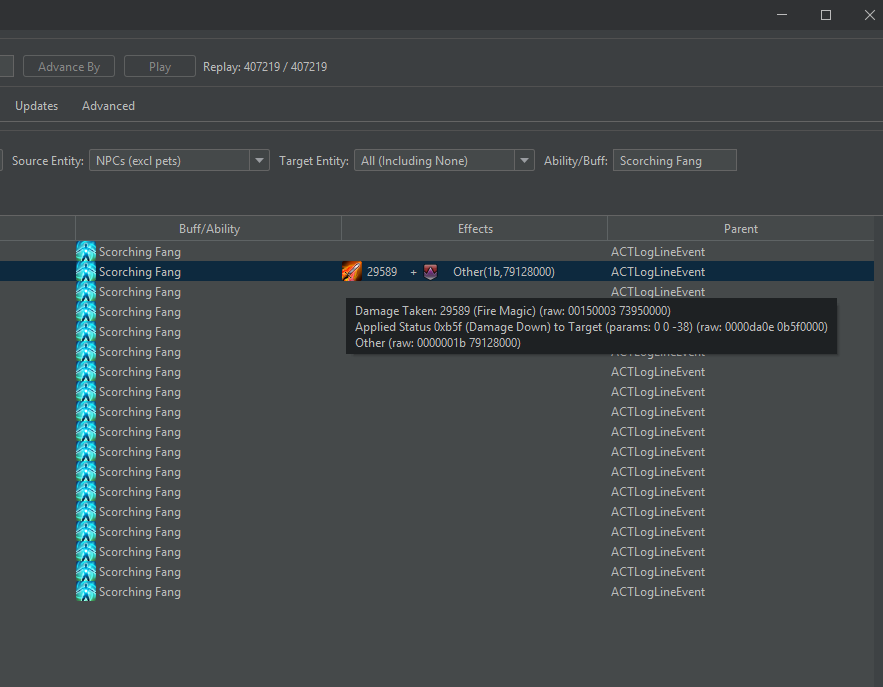 Advance By Play Replay: 407219 / 407219
Updates Advanced
Source Entity: NPCs (excl pets) Target Entity: All (Including None) Ability/Buff: Scorching Fang
Buff/Ability Effects Parent
Scorching Fang ACTLogLineEvent
Scorching Fang 29589 + Other(1b,79128000) ACTLogLineEvent
Scorching Fang ACTLogLineEvent
Damage Taken: 29589 (Fire Magic) (raw: 00150003 73950000)
Scorching Fang
Applied Status 0xb5f (Damage Down) to Target (params: 0 0 -38) (raw: 0000da0e 0b5f0000)
Scorching Fang
Other (raw: 0000001b 79128000)
Scorching Fang ACTLogLineEvent
Scorching Fang ACTLogLineEvent
Scorching Fang ACTLogLineEvent
Scorching Fang ACTLogLineEvent
Scorching Fang ACTLogLineEvent
Scorching Fang ACTLogLineEvent
Scorching Fang ACTLogLineEvent
Scorching Fang ACTLogLineEvent
Scorching Fang ACTLogLineEvent
Scorching Fang ACTLogLineEvent
Scorching Fang ACTLogLineEvent
Scorching Fang ACTLogLineEvent
Scorching Fang ACTLogLineEvent